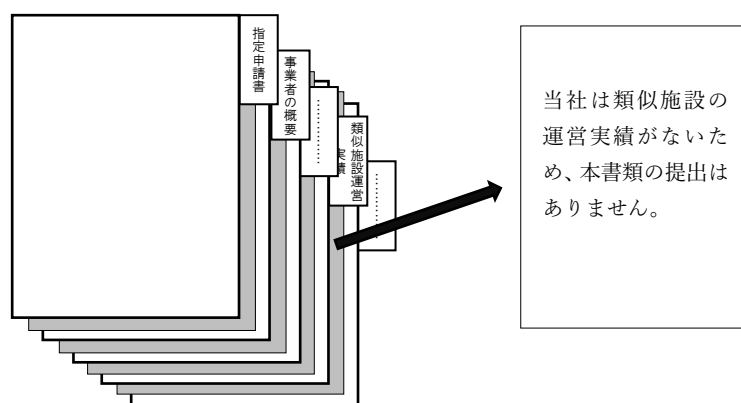 指定申請書
事業者の概要
…………
類似施設運営
実績
…………
当社は類似施設の
運営実績がないた
め、本書類の提出は
ありません。